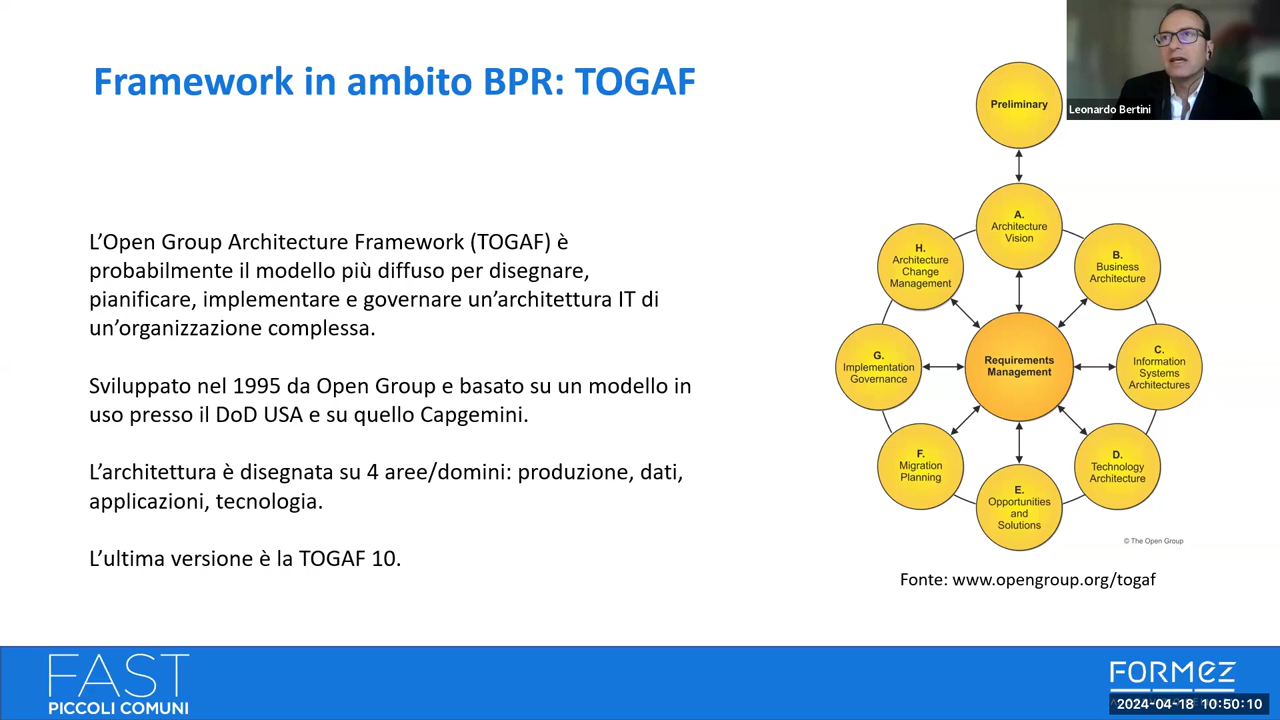 Framework in ambito BPR: TOGAF
Leonardo Bertini
L’Open Group Architecture Framework (TOGAF) è
probabilmente il modello più diffuso per disegnare,
pianificare, implementare e governare un’architettura IT di
un’organizzazione complessa.
Sviluppato nel 1995 da Open Group e basato su un modello in
uso presso il DoD USA e su quello Capgemini.
L’architettura è disegnata su 4 aree/domini: produzione, dati,
applicazioni, tecnologia.
L’ultima versione è la TOGAF 10.
Preliminary
A.
Architecture
Vision
B.
Business
Architecture
C.
Information
Systems
Architectures
D.
Technology
Architecture
E.
Opportunities
and
Solutions
F.
Migration
Planning
G.
Implementation
Governance
H.
Architecture
Change
Management
Requirements
Management
© The Open Group
Fonte: www.opengroup.org/togaf
FAST
PICCOLI COMUNI
FORMEZ
2024-04-18 10:50:10